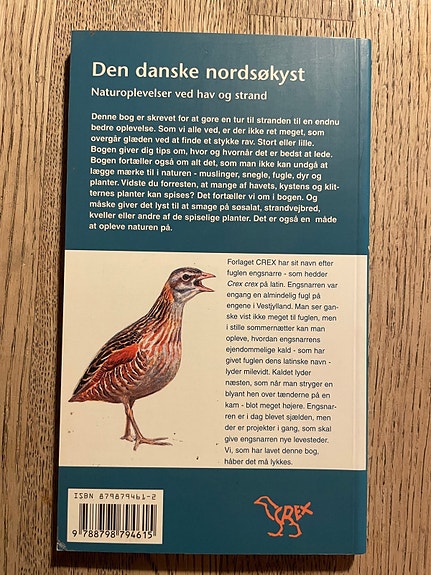 Den danske nordsøkyst
Naturoplevelser ved hav og strand
Denne bog er skrevet for at gøre en tur til stranden til en endnu
bedre oplevelse. Som vi alle ved, er der ikke ret meget, som
overgår glæden ved at finde et stykke rav. Stort eller lille.
Bogen giver dig tips om, hvor og hvornår det er bedst at lede.
Bogen fortæller også om alt det, som man ikke kan undgå at
lægge mærke til i naturen - muslinger, snegle, fugle, dyr og
planter. Vidste du forresten, at mange af havets, kystens og klit-
ternes planter kan spises? Det fortæller vi om i bogen. Og
måske giver det lyst til at smage på søsalat, strandvejbred,
kveller eller andre af de spiselige planter. Det er også en måde
at opleve naturen på.
Forlaget CREX har sit navn efter
fuglen engsnarre - som hedder
Crex crex på latin. Engsnarren var
engang en almindelig fugl på
engene i Vestjylland. Man ser gan-
ske vist ikke meget til fuglen, men
i stille sommernætter kan man
opleve, hvordan engsnarrens
ejendommelige kald - som har
givet fuglen dens latinske navn -
lyder milevidt. Kaldet lyder
næsten, som når man stryger en
blyant hen over tænderne på en
kam - blot meget højere. Engsnar-
ren er i dag blevet sjælden, men
der er projekter i gang, som skal
give engsnarren nye levesteder.
Vi, som har lavet denne bog,
håber det må lykkes.
ISBN 879879461-2
9 788798 794615
CREX